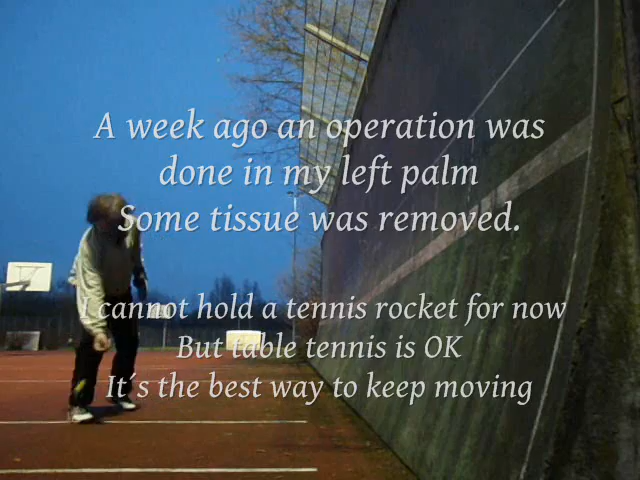 A week ago an operation was
done in my left palm
Some tissue was removed.
I cannot hold a tennis rocket for now
But table tennis is OK
It´s the best way to keep moving